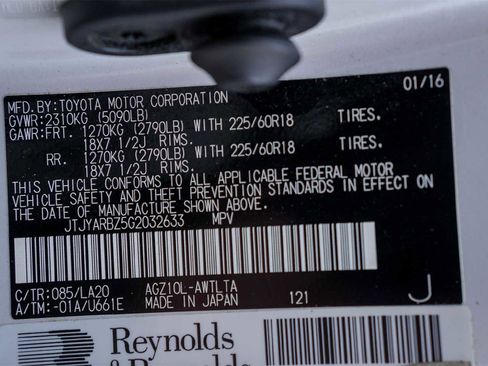 01/16
MFD.BY:TOYOTA MOTOR CORPORATION
GVWR:2310KG (5090LB)
GAWR:FRT. 1270KG (2790LB) WITH 225/60R18 TIRES.
18X7 1/2J RIMS.
RR. 1270KG (2790LB) WITH 225/60R18 TIRES.
18X7 1/2J RIMS.
THIS VEHICLE CONFORMS TO ALL APPLICABLE FEDERAL MOTOR
VEHICLE SAFETY AND THEFT PREVENTION STANDARDS IN EFFECT ON
THE DATE OF MANUFACTURE SHOWN ABOVE.
JTJYARBZ5G2032633 MPV
C/TR:085/LA20 AGZ10L-AWTLTA
A/TM:-01A/U661E MADE IN JAPAN 121 J
Reynolds